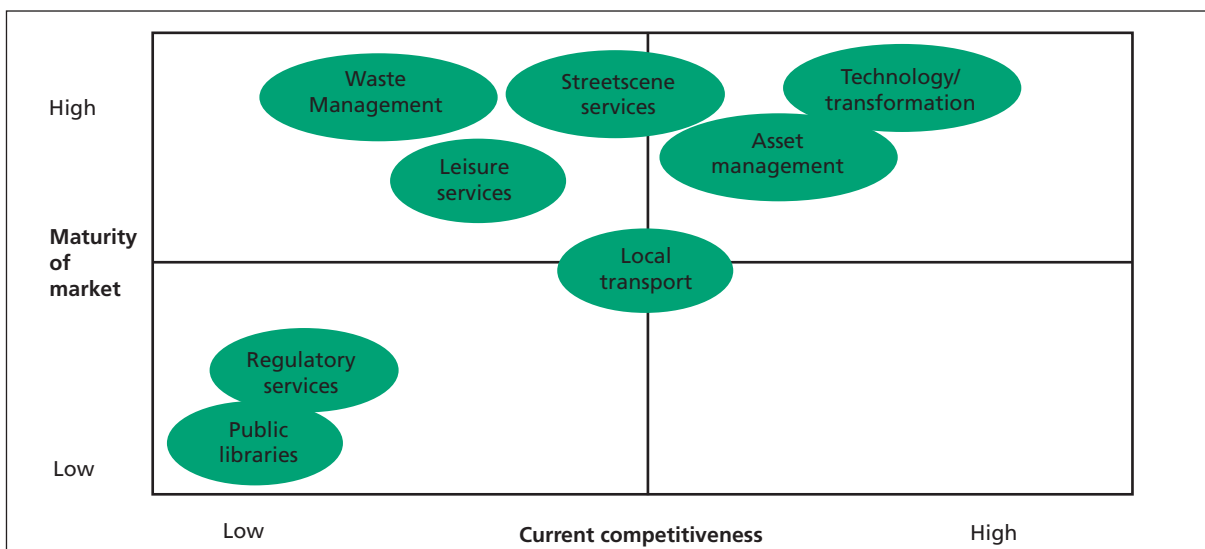 High
Maturity
of
market
Low
Waste
Management
Streetscene
services
Technology/
transformation
Asset
management
Leisure
services
Local
transport
Regulatory
services
Public
libraries
Low
Current competitiveness
High